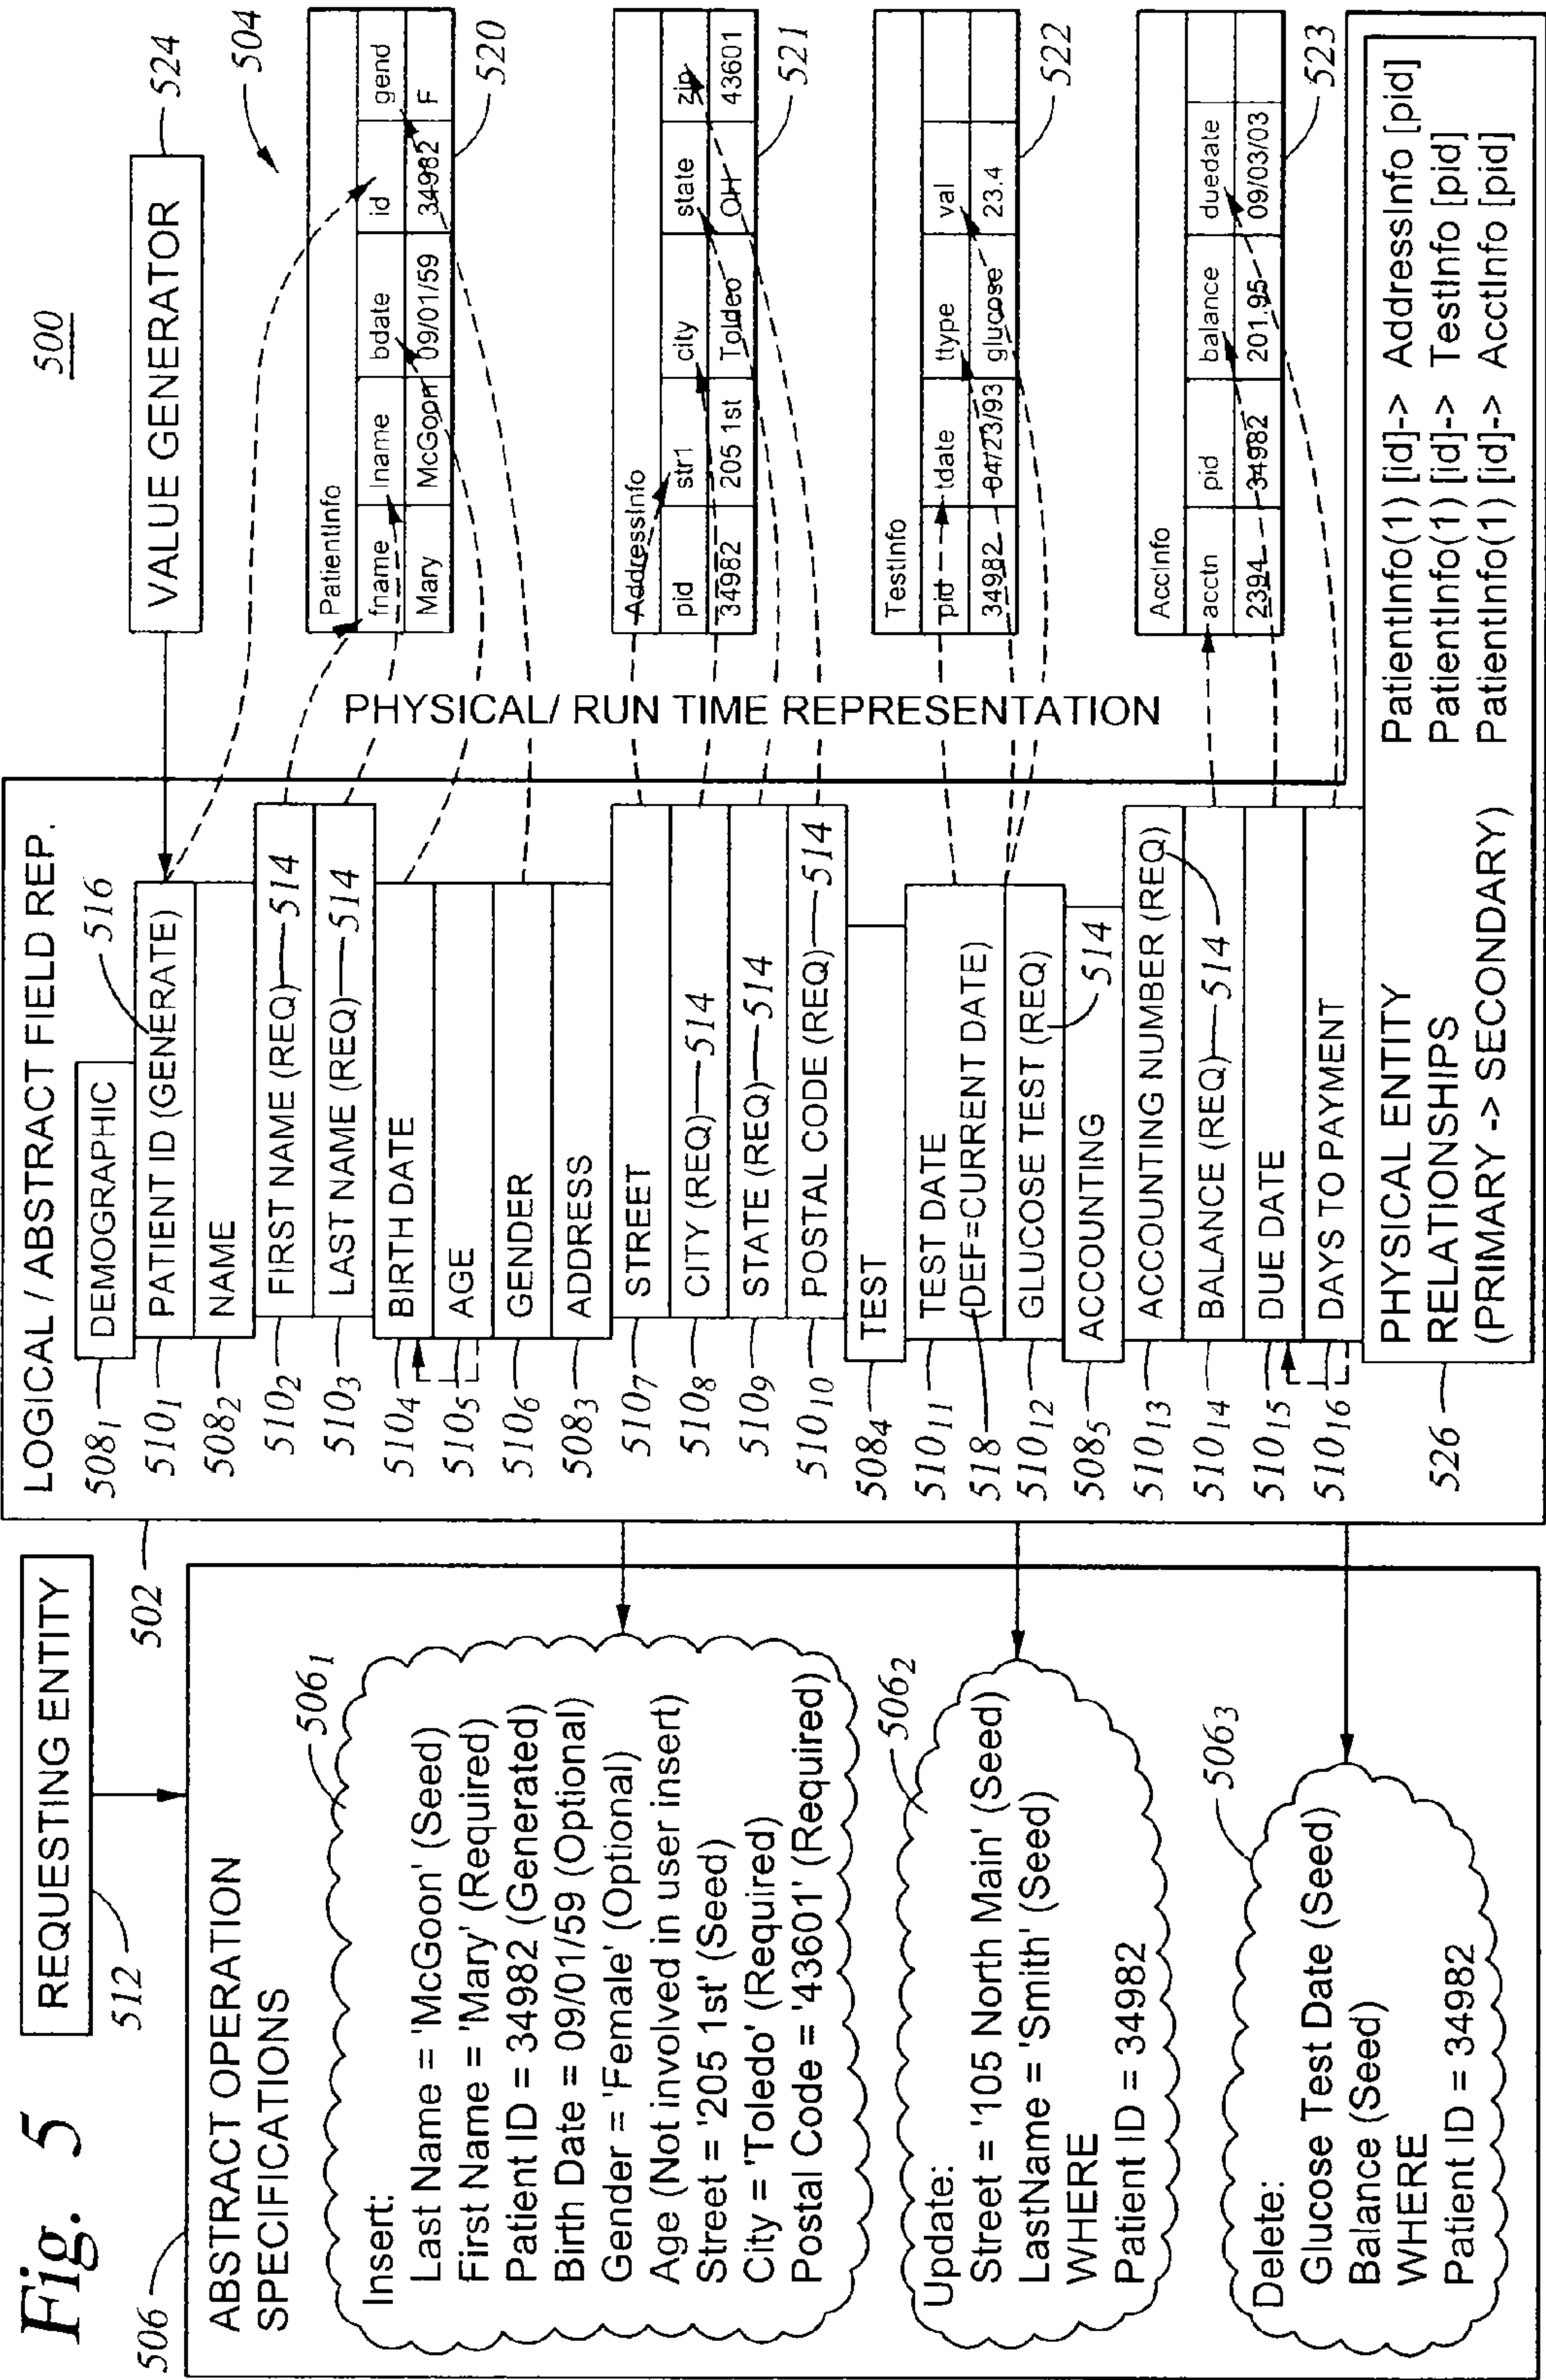 Fig. 5
500
REQUESTING ENTITY
512
506
ABSTRACT OPERATION
SPECIFICATIONS
506₁
Insert:
Last Name = 'McGoon' (Seed)
First Name = 'Mary' (Required)
Patient ID = 34982 (Generated)
Birth Date = 09/01/59 (Optional)
Gender = 'Female' (Optional)
Age (Not involved in user insert)
Street = '205 1st' (Seed)
City = 'Toledo' (Required)
Postal Code = '43601' (Required)
506₂
Update:
Street = '105 North Main' (Seed)
LastName = 'Smith' (Seed)
WHERE
Patient ID = 34982
506₃
Delete:
Glucose Test Date (Seed)
Balance (Seed)
WHERE
Patient ID = 34982
502
LOGICAL / ABSTRACT FIELD REP.
508₁ DEMOGRAPHIC
516
510₁ PATIENT ID (GENERATE)
508₂ NAME
510₂ FIRST NAME (REQ) 514
510₃ LAST NAME (REQ) 514
510₄ BIRTH DATE
510₅ AGE
510₆ GENDER
508₃ ADDRESS
510₇ STREET
510₈ CITY (REQ) 514
510₉ STATE (REQ) 514
510₁₀ POSTAL CODE (REQ) 514
508₄ TEST
510₁₁ TEST DATE
518 (DEF=CURRENT DATE)
510₁₂ GLUCOSE TEST (REQ)
508₅ ACCOUNTING 514
510₁₃ ACCOUNTING NUMBER (REQ)
510₁₄ BALANCE (REQ) 514
510₁₅ DUE DATE
510₁₆ DAYS TO PAYMENT
526
PHYSICAL ENTITY
RELATIONSHIPS
(PRIMARY -> SECONDARY)
PatientInfo(1) [id]-> AddressInfo [pid]
PatientInfo(1) [id]-> TestInfo [pid]
PatientInfo(1) [id]-> AcctInfo [pid]
VALUE GENERATOR
524
504
PHYSICAL/ RUN TIME REPRESENTATION
PatientInfo
fname lname bdate id gend
Mary McGoon 09/01/59 34982 F
520
AddressInfo
pid str1 city state zip
34982 205 1st Toldeo OH 43601
521
TestInfo
pid tdate ttype val
34982 04/23/93 glucose 23.4
522
AccInfo
acctn pid balance duedate
2394 34982 201.95 09/03/03
523